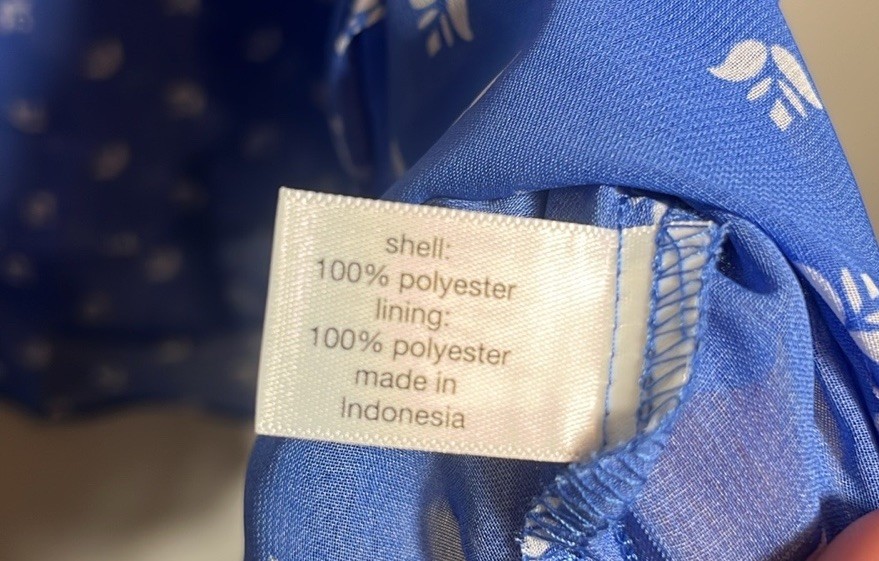 shell:
100% polyester
lining:
100% polyester
made in
Indonesia